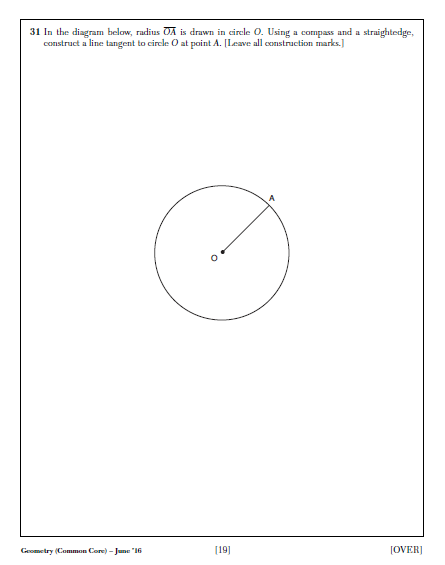 31 In the diagram below, radius OA is drawn in circle O. Using a compass and a straightedge,
construct a line tangent to circle O at point A. [Leave all construction marks.]
A
O
Geometry (Common Core) – June ’16 [19] [OVER]